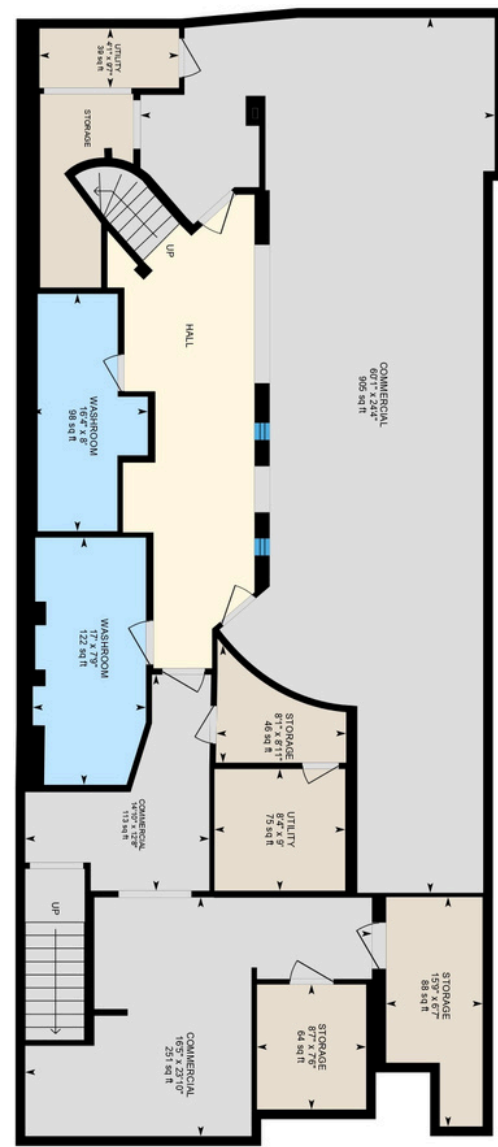 UTILITY
4'1" x 9'7"
39 sq ft
STORAGE
UP
HALL
COMMERCIAL
60'1" x 24'4"
905 sq ft
WASHROOM
16'4" x 8'
98 sq ft
WASHROOM
17' x 7'9"
122 sq ft
STORAGE
8'1" x 8'11"
46 sq ft
UTILITY
8'4" x 9'
75 sq ft
COMMERCIAL
14'10" x 12'8"
113 sq ft
UP
STORAGE
15'9" x 6'7"
88 sq ft
STORAGE
8'7" x 7'6"
64 sq ft
COMMERCIAL
16'5" x 23'10"
251 sq ft